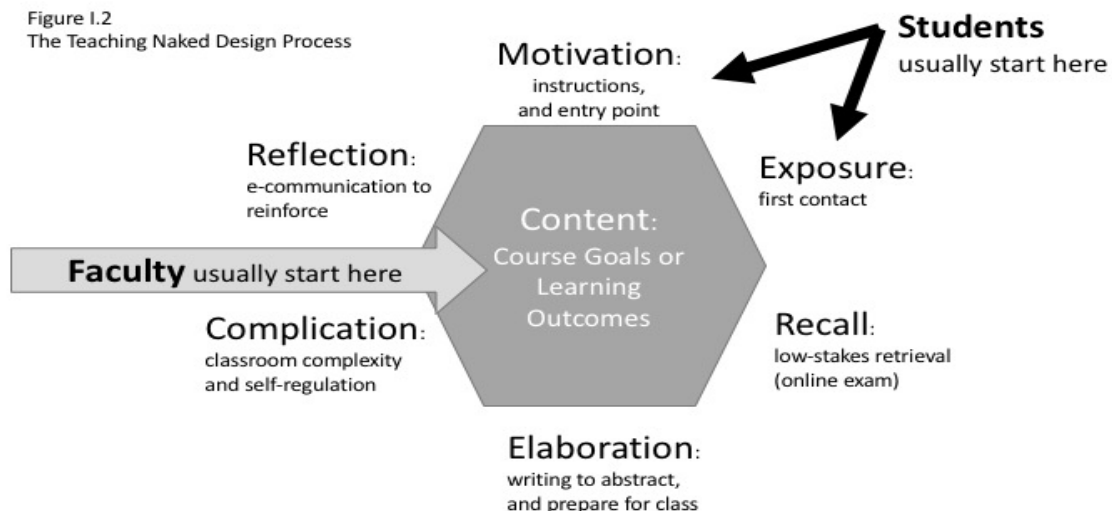 Figure I.2
The Teaching Naked Design Process
Motivation:
instructions,
and entry point
Students
usually start here
Exposure:
first contact
Recall:
low-stakes retrieval
(online exam)
Elaboration:
writing to abstract,
and prepare for class
Complication:
classroom complexity
and self-regulation
Reflection:
e-communication to
reinforce
Faculty usually start here
Content:
Course Goals or
Learning
Outcomes